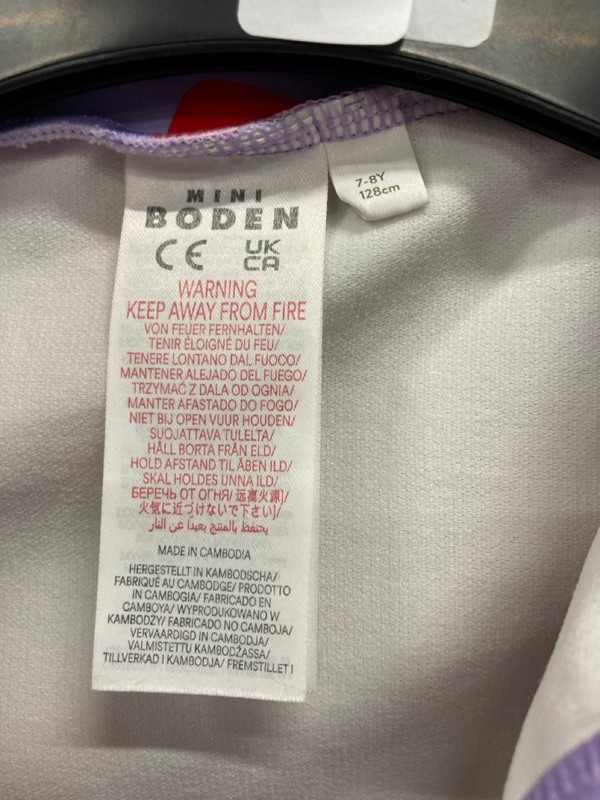 MINI
BODEN
CE UK
CA
7-8Y
128cm
WARNING
KEEP AWAY FROM FIRE
VON FEUER FERNHALTEN/
TENIR ÉLOIGNÉ DU FEU/
TENERE LONTANO DAL FUOCO/
MANTENER ALEJADO DEL FUEGO/
TRZYMAĆ Z DALA OD OGNIA/
MANTER AFASTADO DO FOGO/
NIET BIJ OPEN VUUR HOUDEN/
SUOJATTAVA TULELTA/
HÅLL BORTA FRÅN ELD/
HOLD AFSTAND TIL ÅBEN ILD/
SKAL HOLDES UNNA ILD/
БЕРЕЧЬ ОТ ОГНЯ/ 远离火源]/
火気に近づけないで下さい]/
يحتفظ بالمنتج بعيداً عن النار
MADE IN CAMBODIA
HERGESTELLT IN KAMBODSCHA/
FABRIQUÉ AU CAMBODGE/ PRODOTTO
IN CAMBOGIA/ FABRICADO EN
CAMBOYA/ WYPRODUKOWANO W
KAMBODŻY/ FABRICADO NO CAMBOJA/
VERVAARDIGD IN CAMBODJA/
VALMISTETTU KAMBODŽASSA/
TILLVERKAD I KAMBODJA/ FREMSTILLET I